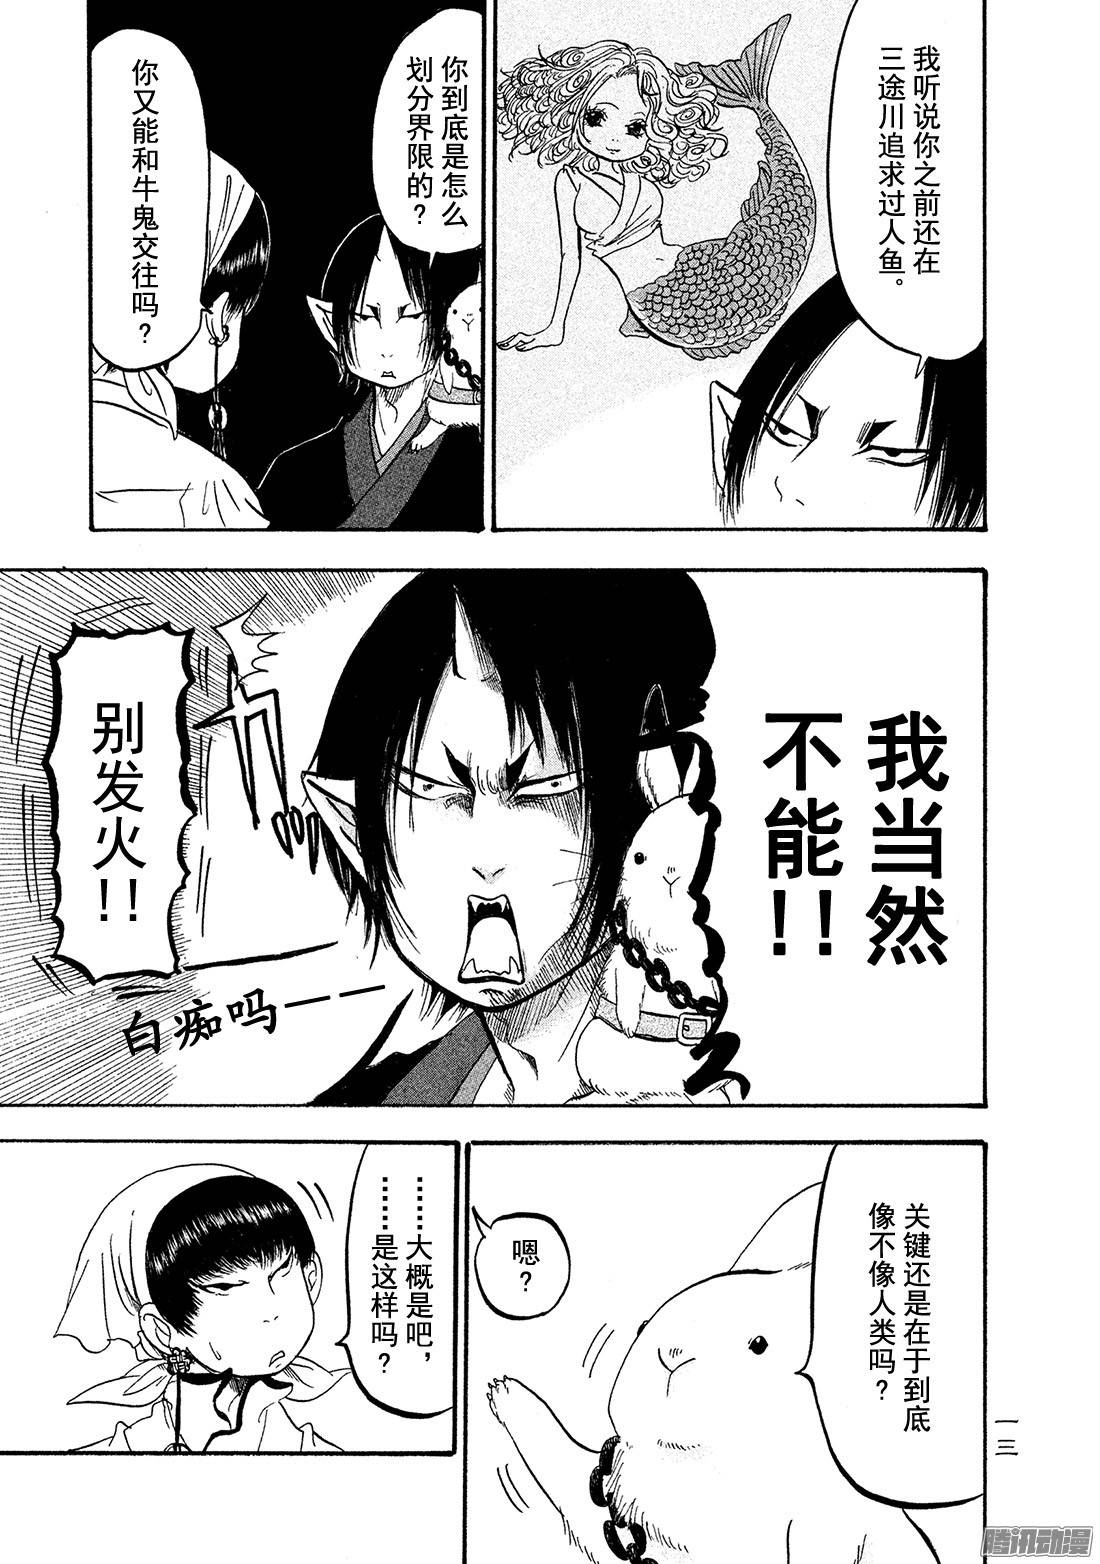 我听说你之前还在
三途川追求过人鱼。
你到底是怎么
划分界限的?
你又能和牛鬼交往吗?
我当然
不能!!
别发火!!
白痴吗——
关键还是在于到底
像不像人类吗?
嗯?
……大概是吧,
……是这样吗?
一三
腾讯动漫